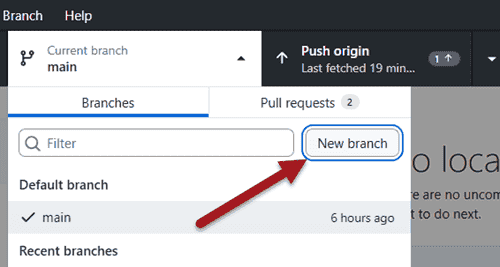 Branch Help
Current branch
main
Push origin
Last fetched 19 min...
1
Branches
Pull requests 2
Filter
New branch
Default branch
main 6 hours ago
Recent branches
o loca
re are no uncom
t to do next.